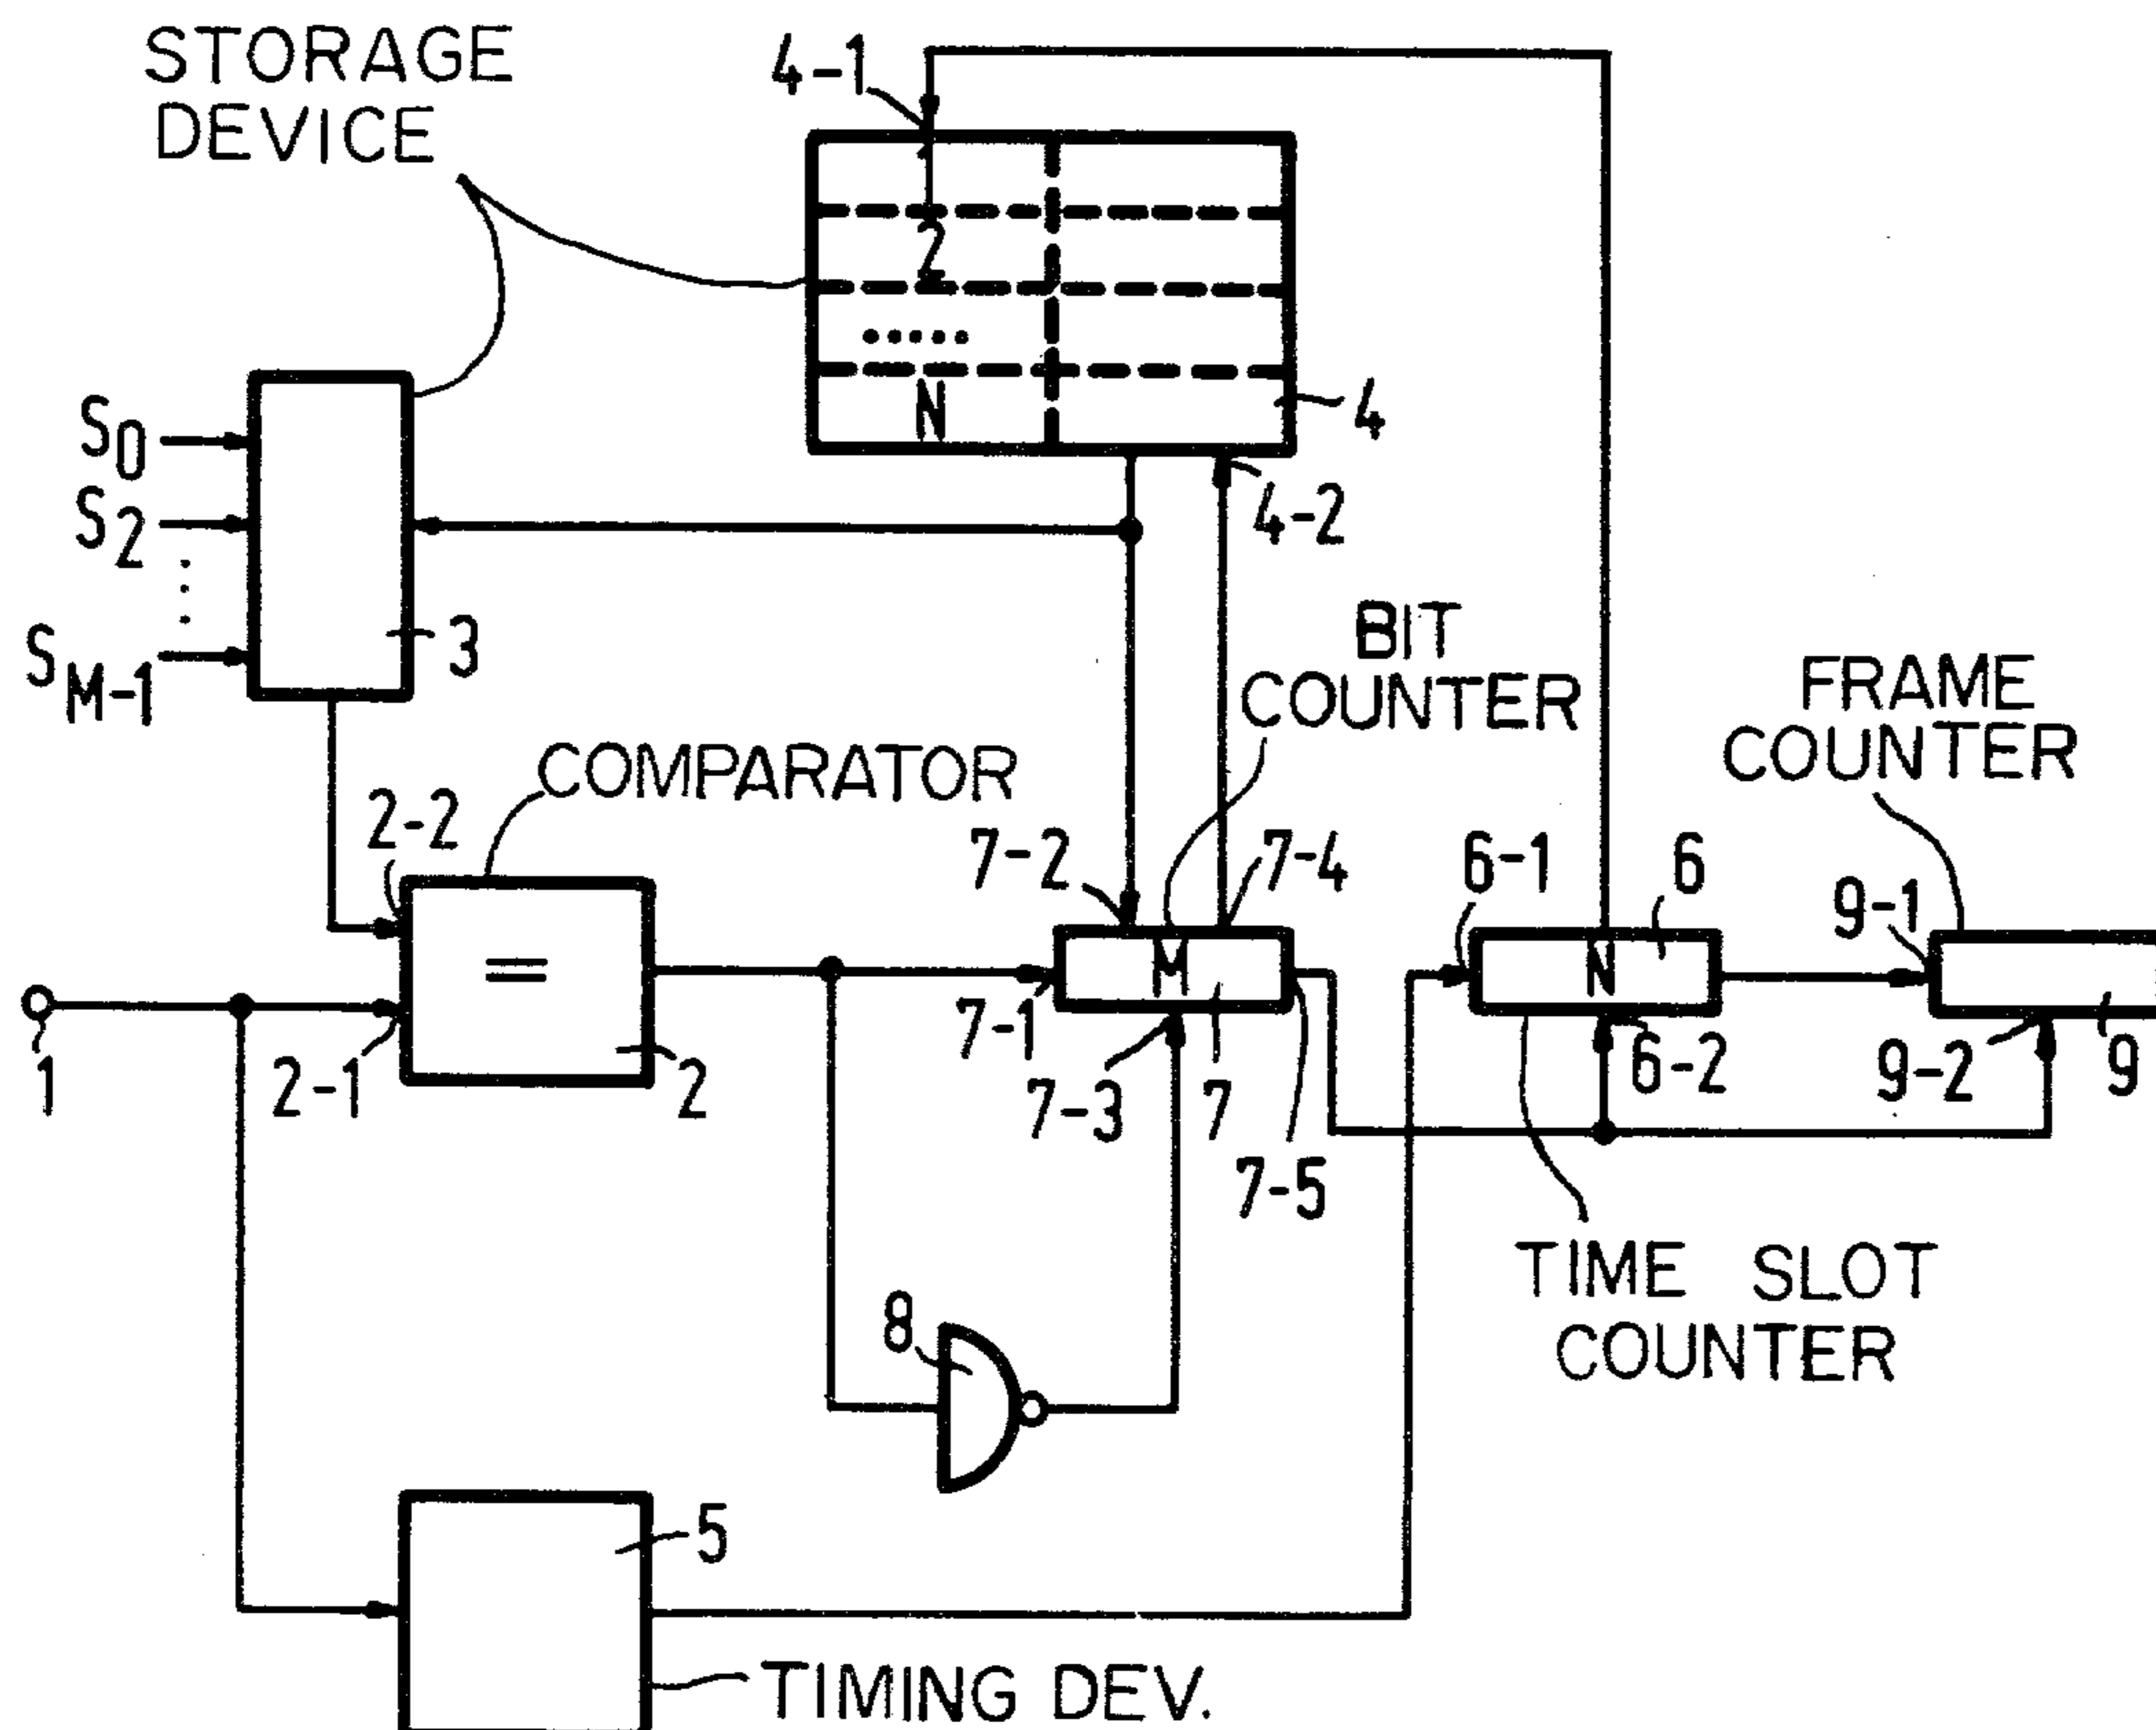 STORAGE
DEVICE
4-1
1
2
.....
N
4
4-2
S0
S2
SM-1
3
BIT
COUNTER
FRAME
COUNTER
COMPARATOR
2-2
7-2
7-4
6-1
6
9-1
=
M
N
1
2-1
2
7-1
7-3
7
7-5
6-2
9-2
9
8
TIME SLOT
COUNTER
5
TIMING DEV.